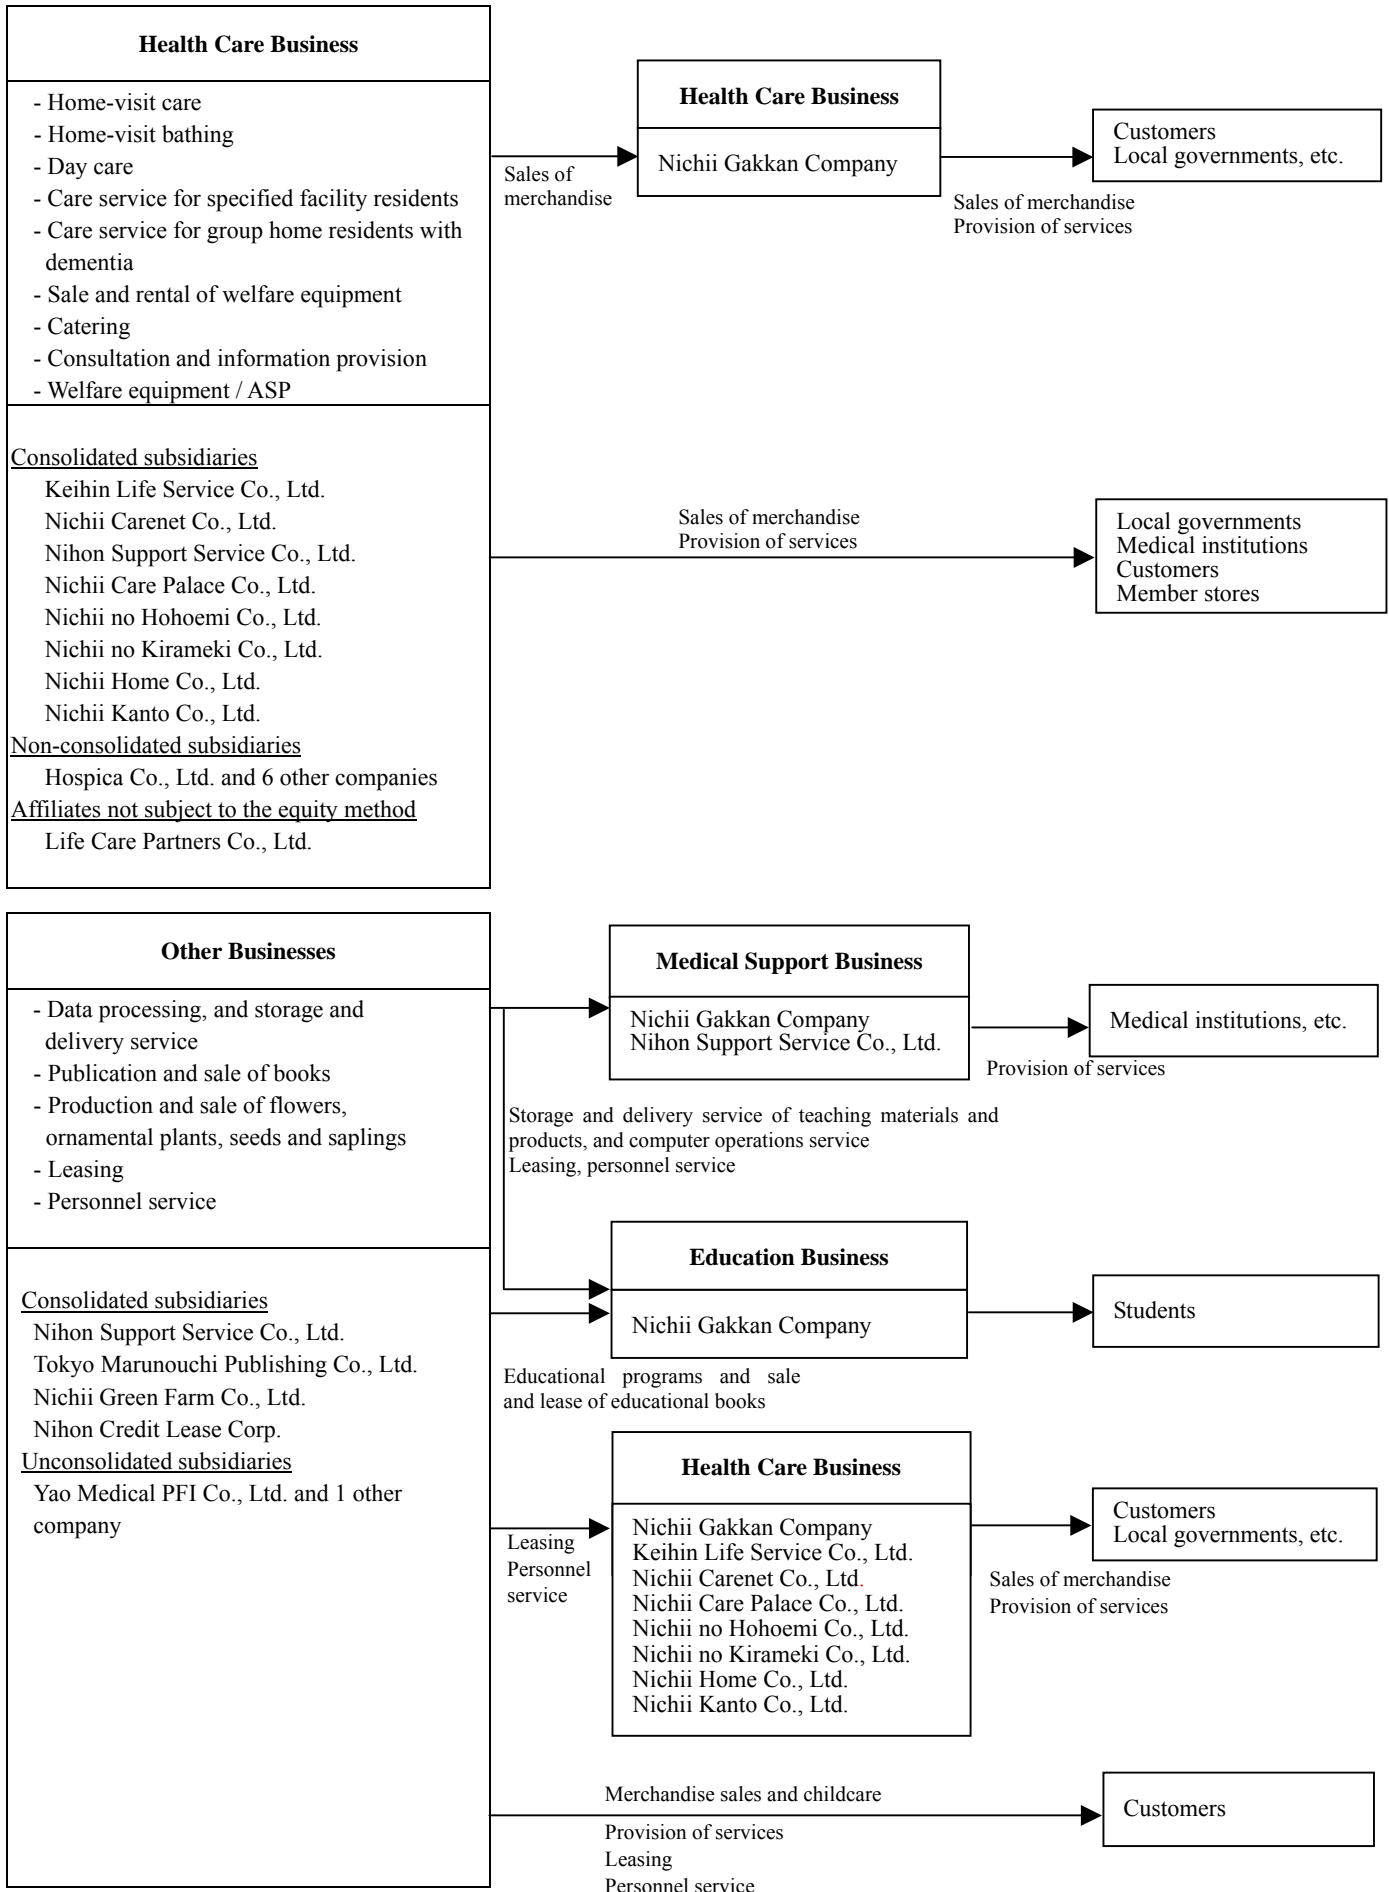 Health Care Business
- Home-visit care
- Home-visit bathing
- Day care
- Care service for specified facility residents
- Care service for group home residents with
dementia
- Sale and rental of welfare equipment
- Catering
- Consultation and information provision
- Welfare equipment / ASP
Consolidated subsidiaries
Keihin Life Service Co., Ltd.
Nichii Carenet Co., Ltd.
Nihon Support Service Co., Ltd.
Nichii Care Palace Co., Ltd.
Nichii no Hohoemi Co., Ltd.
Nichii no Kirameki Co., Ltd.
Nichii Home Co., Ltd.
Nichii Kanto Co., Ltd.
Non-consolidated subsidiaries
Hospica Co., Ltd. and 6 other companies
Affiliates not subject to the equity method
Life Care Partners Co., Ltd.
Sales of
merchandise
Health Care Business
Nichii Gakkan Company
Sales of merchandise
Provision of services
Customers
Local governments, etc.
Sales of merchandise
Provision of services
Local governments
Medical institutions
Customers
Member stores
Other Businesses
- Data processing, and storage and
delivery service
- Publication and sale of books
- Production and sale of flowers,
ornamental plants, seeds and saplings
- Leasing
- Personnel service
Consolidated subsidiaries
Nihon Support Service Co., Ltd.
Tokyo Marunouchi Publishing Co., Ltd.
Nichii Green Farm Co., Ltd.
Nihon Credit Lease Corp.
Unconsolidated subsidiaries
Yao Medical PFI Co., Ltd. and 1 other
company
Medical Support Business
Nichii Gakkan Company
Nihon Support Service Co., Ltd.
Provision of services
Medical institutions, etc.
Storage and delivery service of teaching materials and
products, and computer operations service
Leasing, personnel service
Education Business
Nichii Gakkan Company
Students
Educational programs and sale
and lease of educational books
Health Care Business
Nichii Gakkan Company
Keihin Life Service Co., Ltd.
Nichii Carenet Co., Ltd.
Nichii Care Palace Co., Ltd.
Nichii no Hohoemi Co., Ltd.
Nichii no Kirameki Co., Ltd.
Nichii Home Co., Ltd.
Nichii Kanto Co., Ltd.
Leasing
Personnel
service
Customers
Local governments, etc.
Sales of merchandise
Provision of services
Merchandise sales and childcare
Provision of services
Leasing
Personnel service
Customers